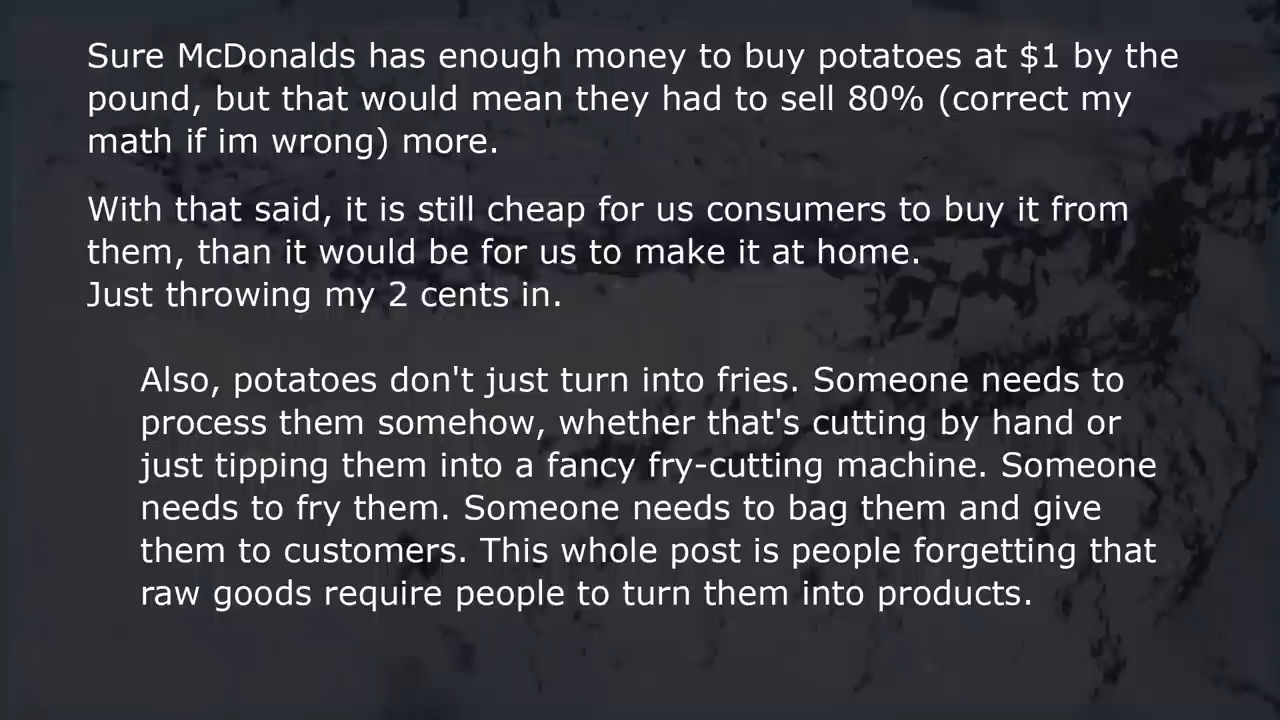 Sure McDonalds has enough money to buy potatoes at $1 by the
pound, but that would mean they had to sell 80% (correct my
math if im wrong) more.
With that said, it is still cheap for us consumers to buy it from
them, than it would be for us to make it at home.
Just throwing my 2 cents in.
Also, potatoes don't just turn into fries. Someone needs to
process them somehow, whether that's cutting by hand or
just tipping them into a fancy fry-cutting machine. Someone
needs to fry them. Someone needs to bag them and give
them to customers. This whole post is people forgetting that
raw goods require people to turn them into products.